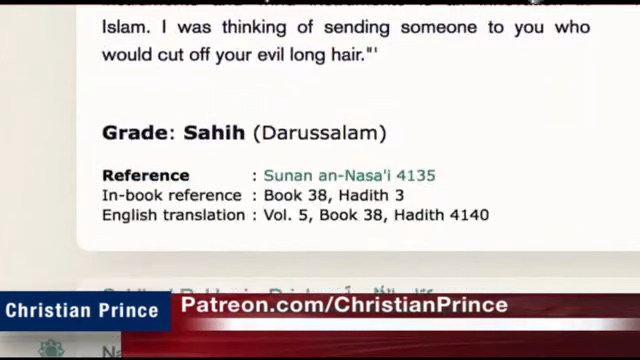 Islam. I was thinking of sending someone to you who
would cut off your evil long hair."'
Grade: Sahih (Darussalam)
Reference : Sunan an-Nasa'i 4135
In-book reference : Book 38, Hadith 3
English translation : Vol. 5, Book 38, Hadith 4140
Christian Prince
Patreon.com/ChristianPrince